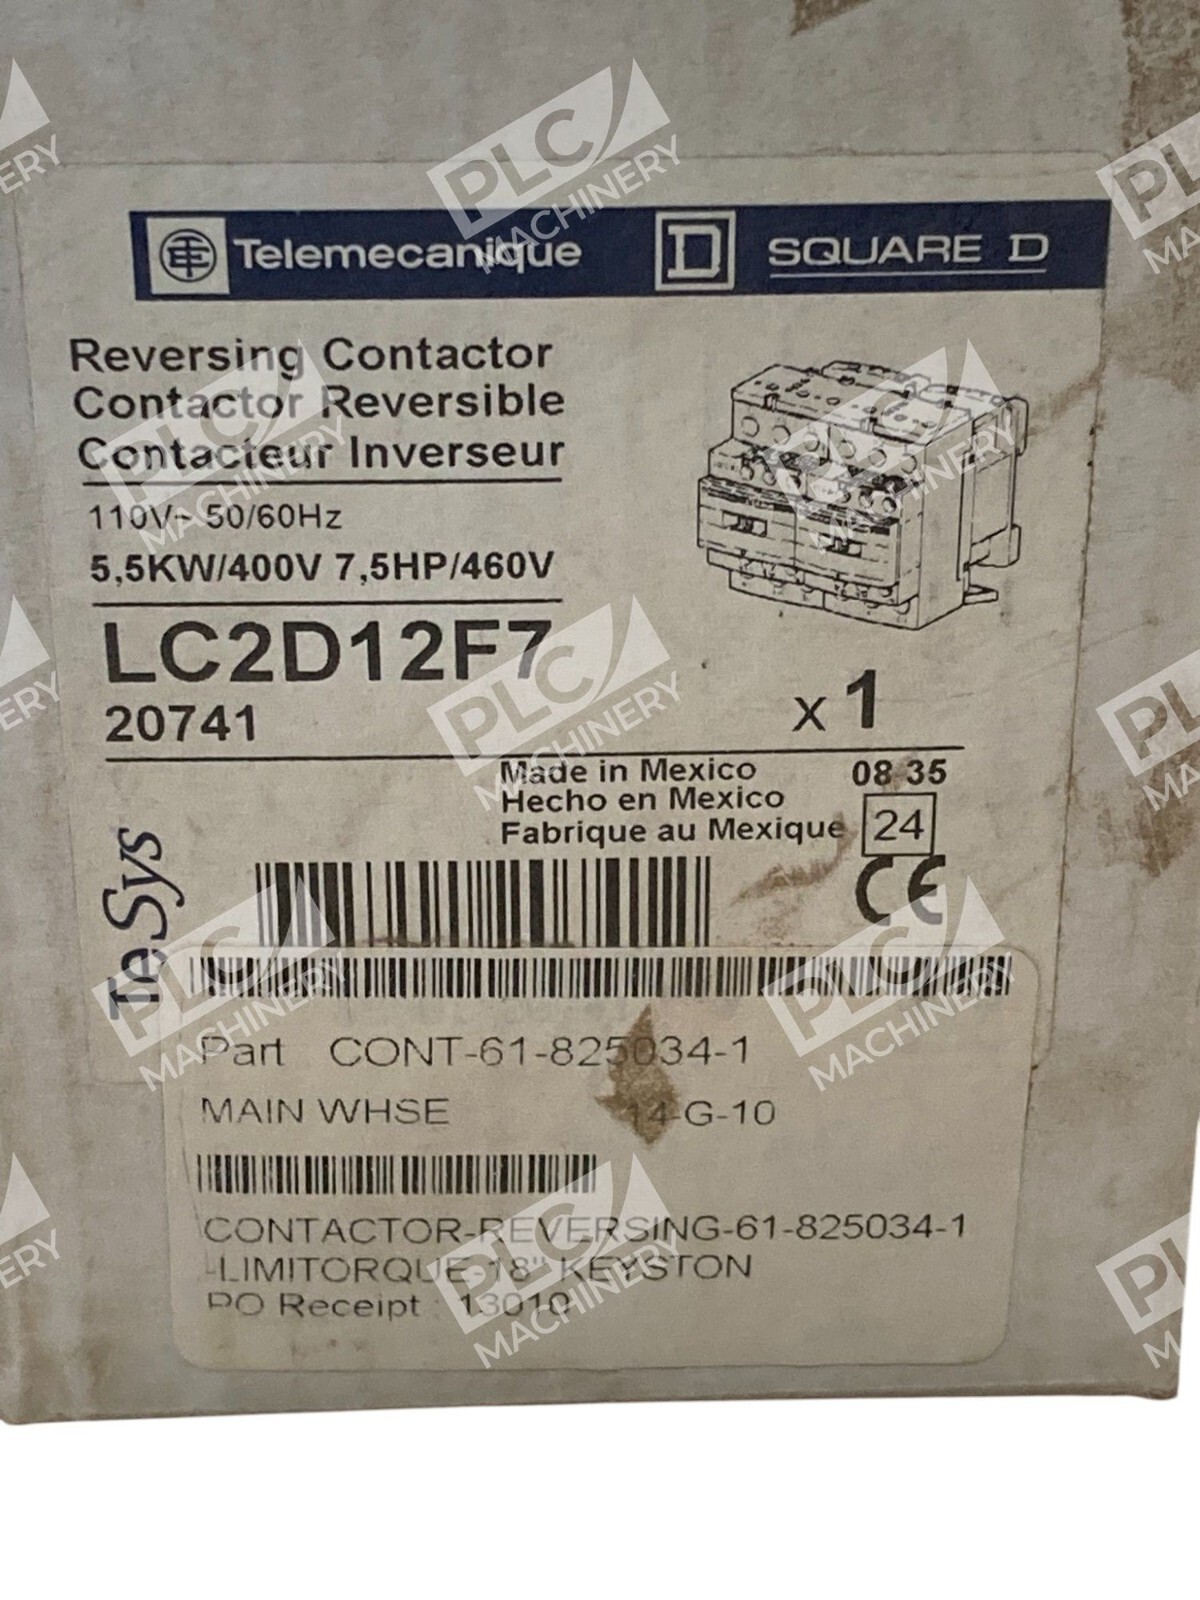 Telemecanique D SQUARE D
Reversing Contactor
Contactor Reversible
Contacteur Inverseur
110V~ 50/60Hz
5,5KW/400V 7,5HP/460V
LC2D12F7
20741
x 1
Made in Mexico 08 35
Hecho en Mexico
Fabriqué au Mexique 24
CE
TeSys
Part CONT-61-825034-1
MAIN WHSE 14-G-10
CONTACTOR-REVERSING-61-825034-1
-LIMITORQUE-18" KEYSTON
PO Receipt : 13010
PLC MACHINERY